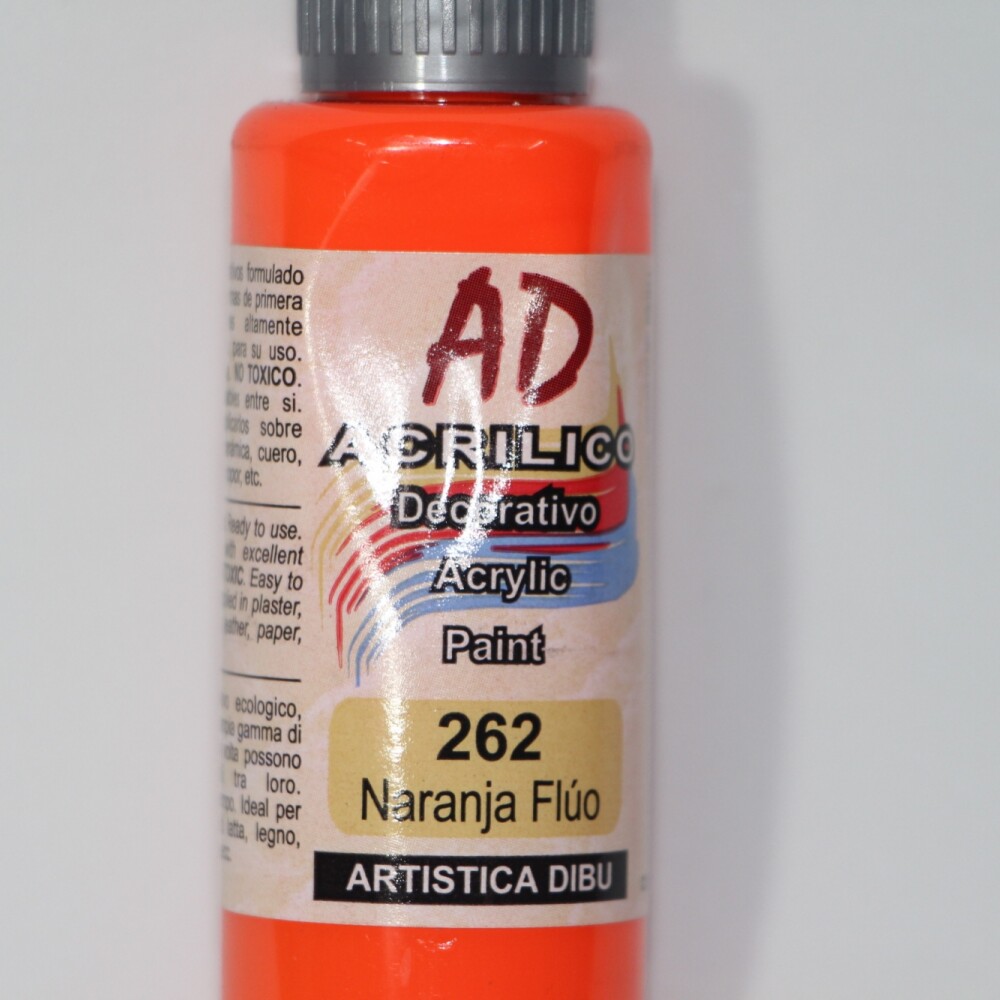 formulado
de primera
altamente
para su uso.
NO TOXICO.
entre si.
sobre
cuero,
etc.
Ready to use.
with excellent
Easy to
in plaster,
paper,
ecologico,
gamma di
possono
tra loro.
Ideal per
latta, legno,
AD
ACRILICO
Decorativo
Acrylic
Paint
262
Naranja Flúo
ARTISTICA DIBU